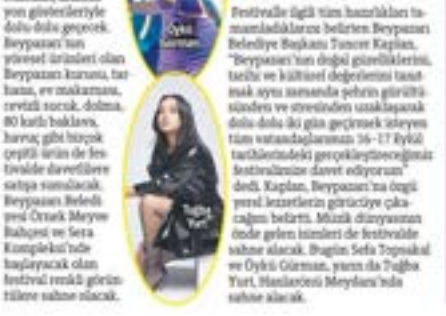 yon gösterileriyle
dolu dolu geçecek.
Beypazarı'nın
yöresel ürünleri olan
Beypazarı kurusu, tar-
hana, ev makarnası,
cevizli sucuk, dolma,
80 katlı baklava,
havuç gibi birçok
çeşitli ürün de fes-
tivalde davetlilere
satışa sunulacak.
Beypazarı Beledi-
yesi Örnek Meyve
Bahçesi ve Sera
Kompleksi'nde
başlayacak olan
festival renkli görün-
tülere sahne olacak.
Öykü
Gürman
Tuğba
Yurt
Festivalle ilgili tüm hazırlıkları ta-
mamladıklarını belirten Beypazarı
Belediye Başkanı Tuncer Kaplan,
"Beypazarı'nın doğal güzelliklerini,
tarihi ve kültürel değerlerini tanıt-
mak aynı zamanda şehrin gürültü-
sünden ve stresinden uzaklaşarak
dolu dolu iki gün geçirmek isteyen
tüm vatandaşlarımızı 16-17 Eylül
tarihlerindeki gerçekleştireceğimiz
festivalimize davet ediyorum"
dedi. Kaplan, Beypazarı'na özgü
yerel lezzetlerin görücüye çıka-
cağını belirtti. Müzik dünyasının
önde gelen isimleri de festivalde
sahne alacak. Bugün Sefa Topsakal
ve Öykü Gürman, yarın da Tuğba
Yurt, Hanlarönü Meydanı'nda
sahne alacak.